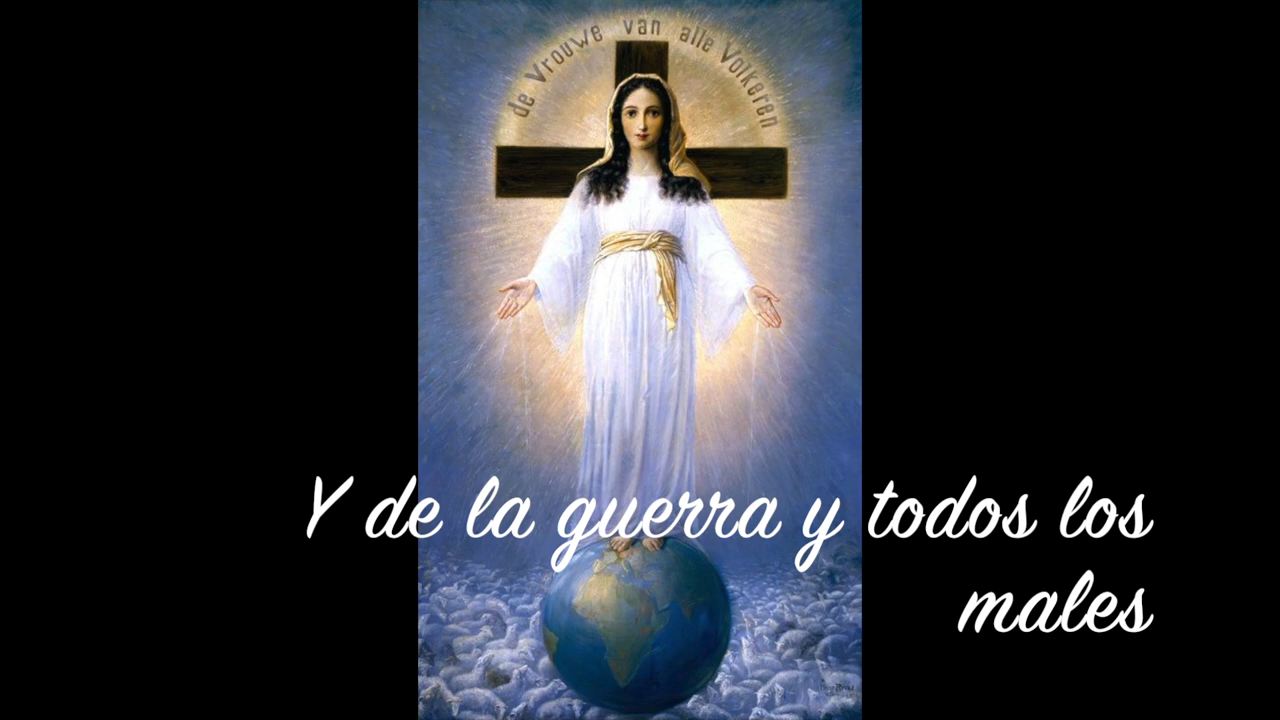 de Vrouwe van alle Volkeren
Y de la guerra y todos los
males